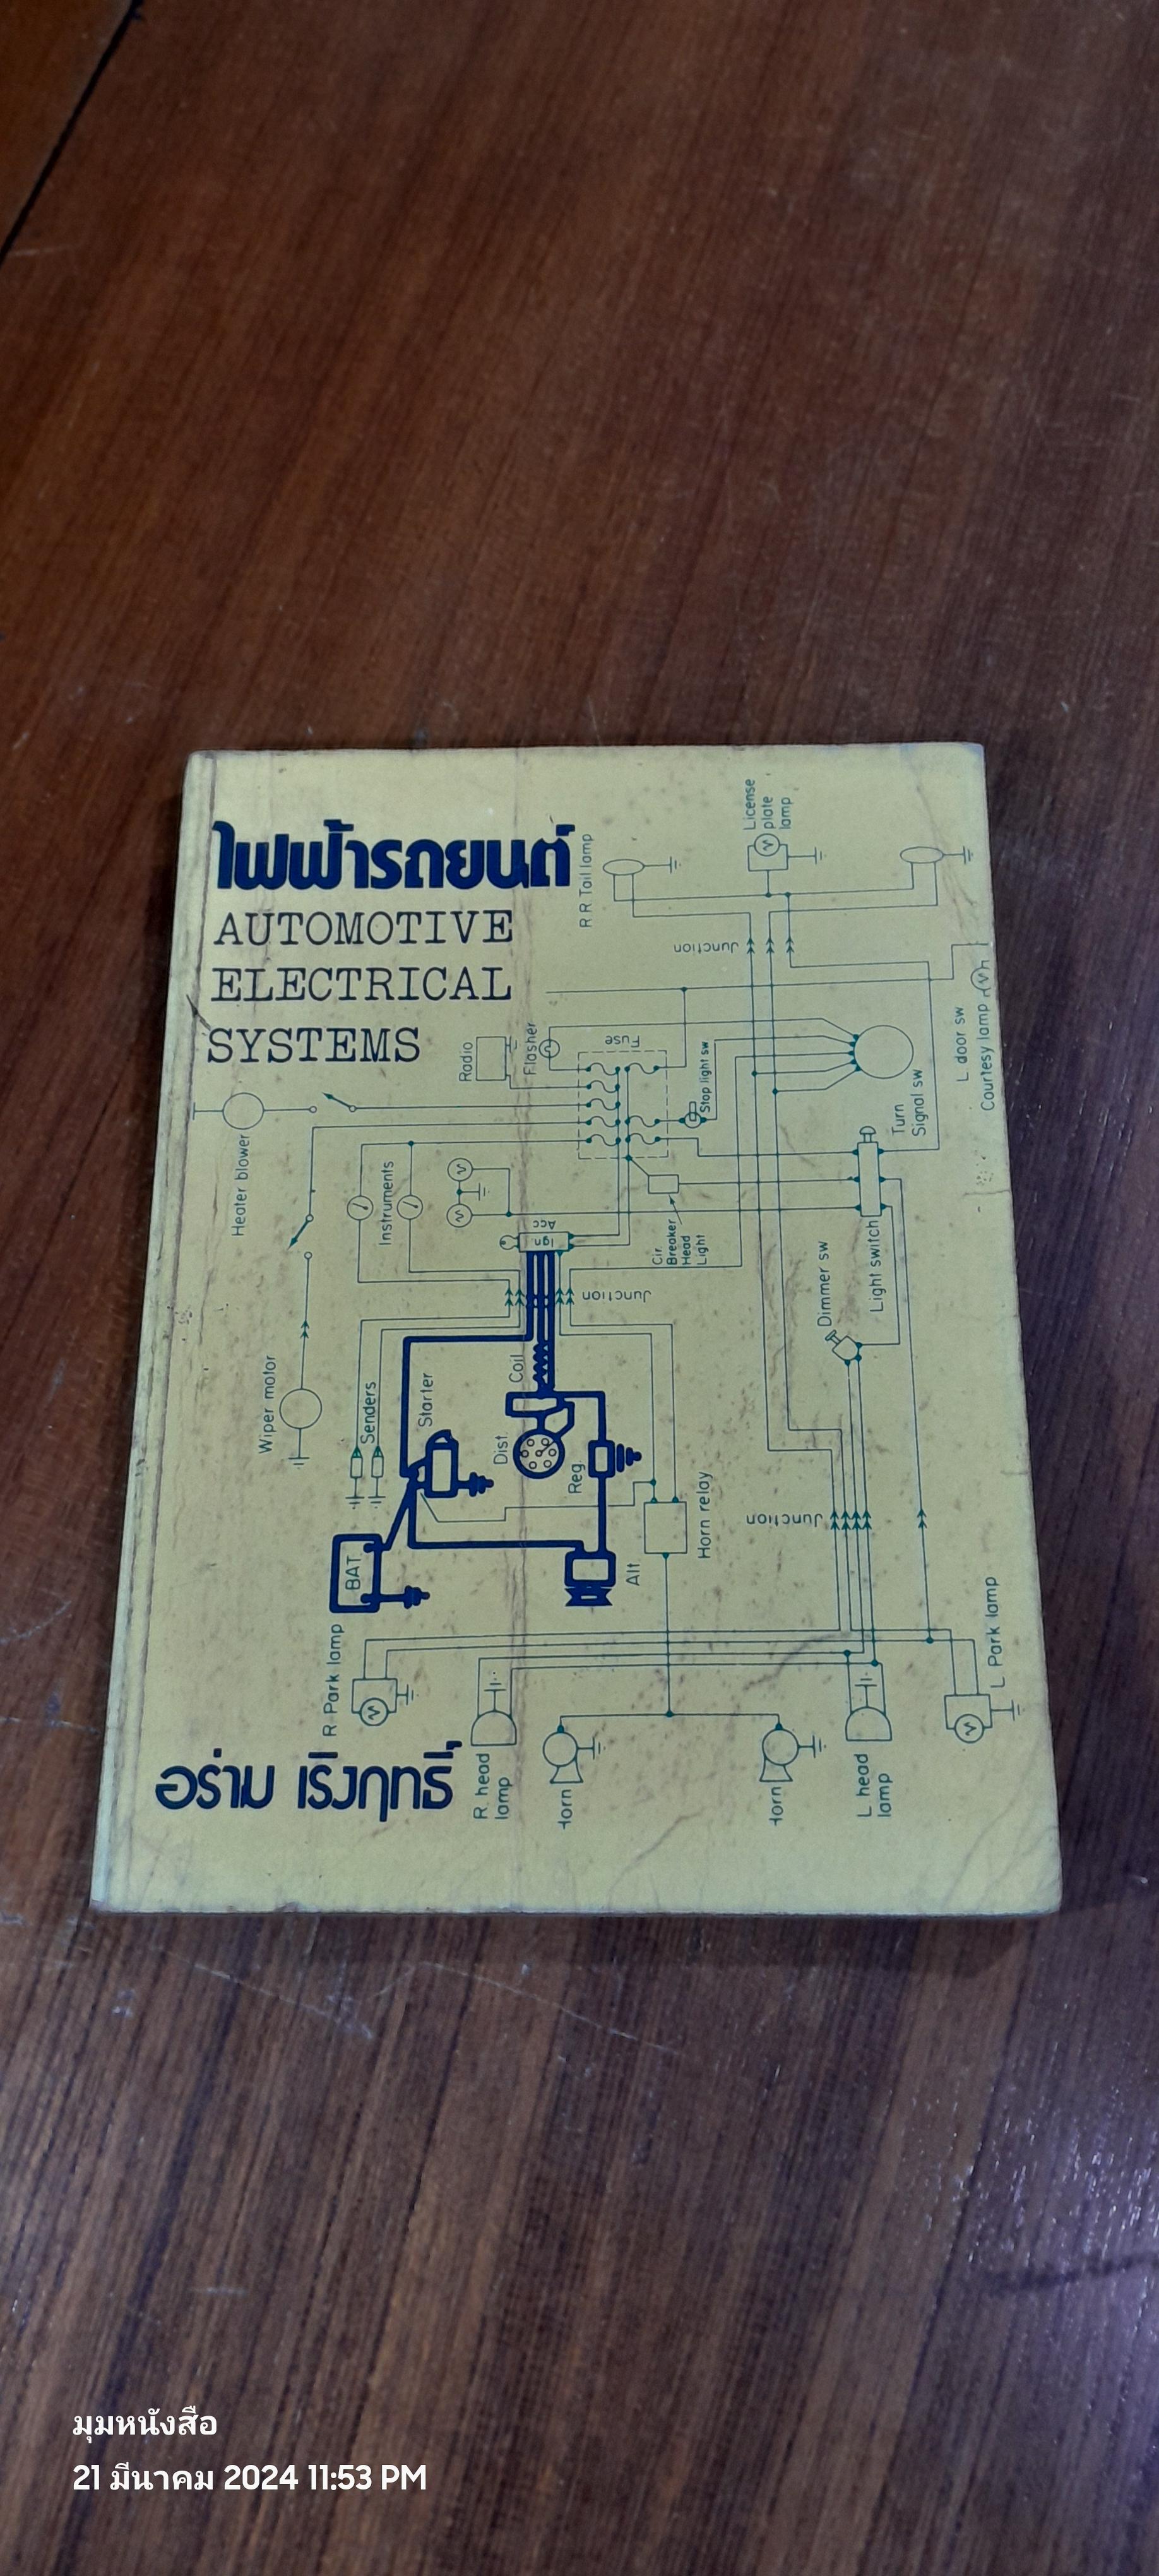 ไฟฟ้ารถยนต์
AUTOMOTIVE
ELECTRICAL
SYSTEMS
R R Tail lamp
License
plate
lamp
Junction
Radio
Flasher
Fuse
Stop light sw
L door sw
Courtesy lamp
Turn
Signal sw
Heater blower
Instruments
Acc
Ign
Cir
Breaker
Head
Light
Junction
Dimmer sw
Light switch
Wiper motor
Senders
Starter
Coil
Dist
Reg
BAT
Alt
Horn relay
Junction
R Park lamp
L Park lamp
อร่าม เริงฤทธิ์
R head
lamp
Horn
Horn
L head
lamp
มุมหนังสือ
21 มีนาคม 2024 11:53 PM